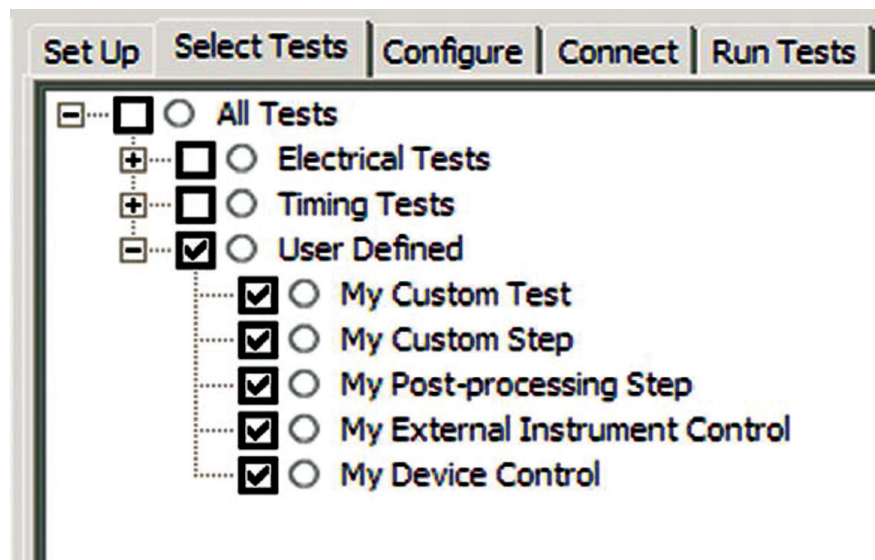 Set Up Select Tests Configure Connect Run Tests
All Tests
Electrical Tests
Timing Tests
User Defined
My Custom Test
My Custom Step
My Post-processing Step
My External Instrument Control
My Device Control